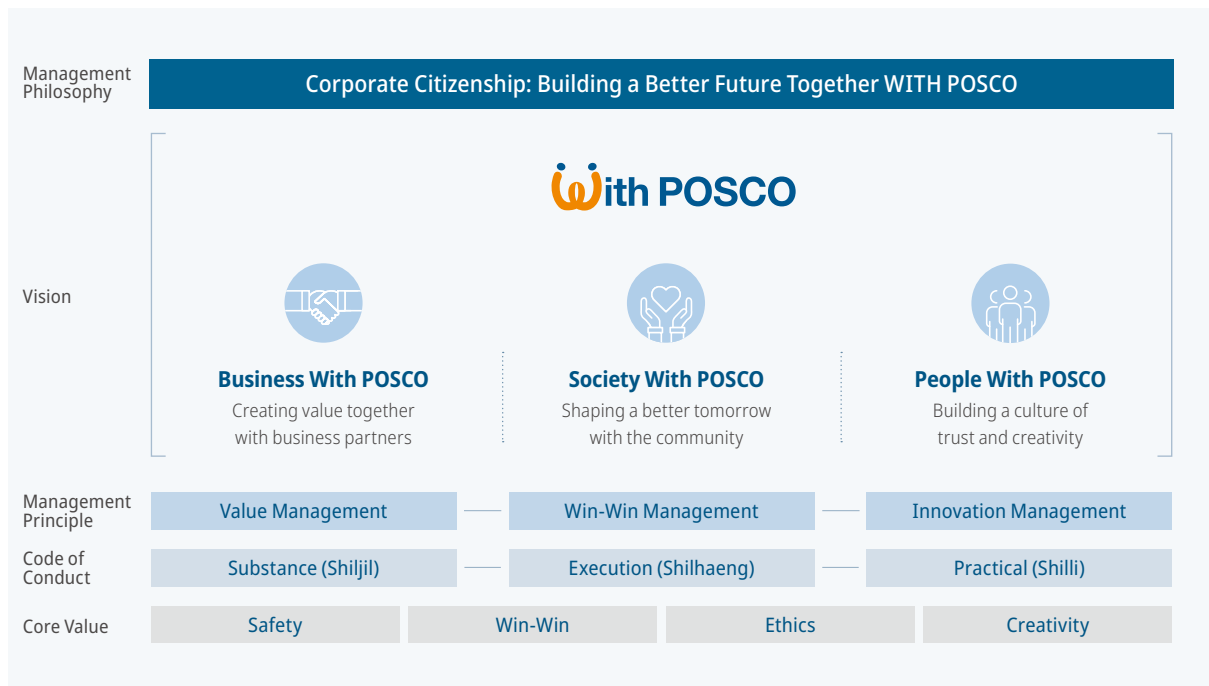 Management
Philosophy
Corporate Citizenship: Building a Better Future Together WITH POSCO
With POSCO
Vision
Business With POSCO
Creating value together
with business partners
Society With POSCO
Shaping a better tomorrow
with the community
People With POSCO
Building a culture of
trust and creativity
Management
Principle
Value Management
Win-Win Management
Innovation Management
Code of
Conduct
Substance (Shiljil)
Execution (Shilhaeng)
Practical (Shilli)
Core Value
Safety
Win-Win
Ethics
Creativity